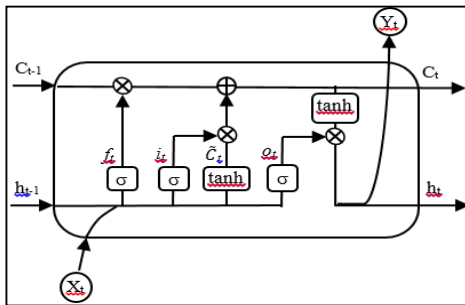 Yₜ
Cₜ₋₁ Cₜ
tanh
fₜ iₜ C̃ₜ oₜ
σ σ tanh σ
hₜ₋₁ hₜ
Xₜ